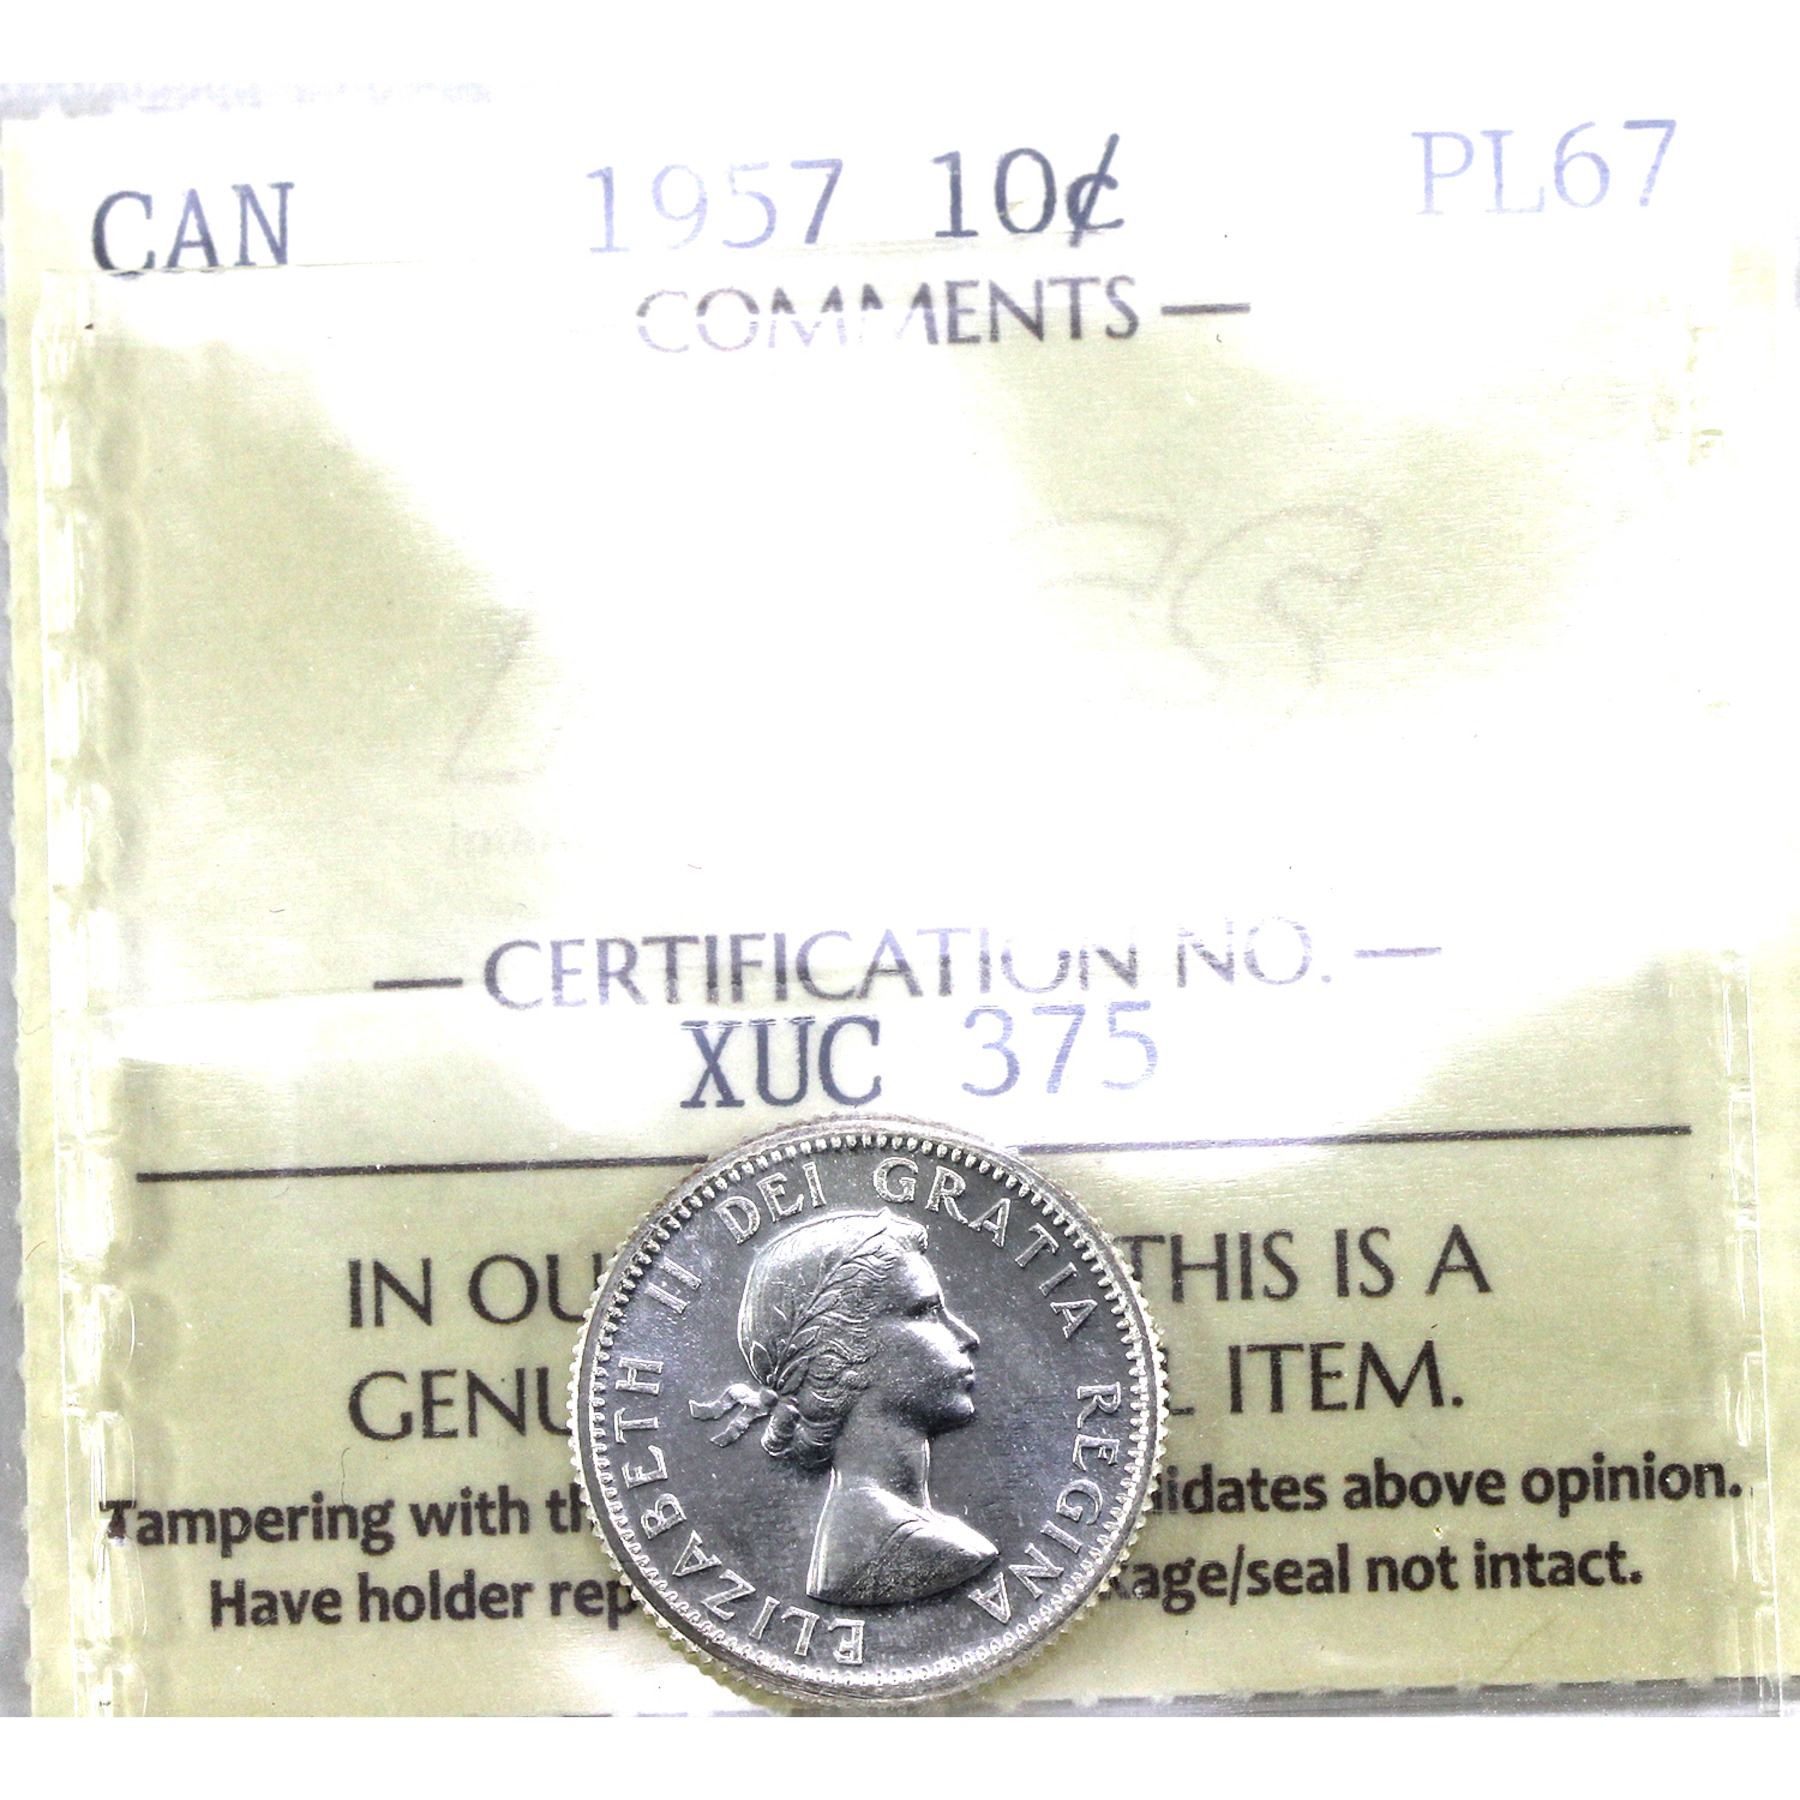 CAN 1957 10¢ PL67
COMMENTS —
— CERTIFICATION NO. —
XUC 375
IN OU THIS IS A
GENU L ITEM.
Tampering with th lidates above opinion.
Have holder rep kage/seal not intact.
ELIZABETH II DEI GRATIA REGINA